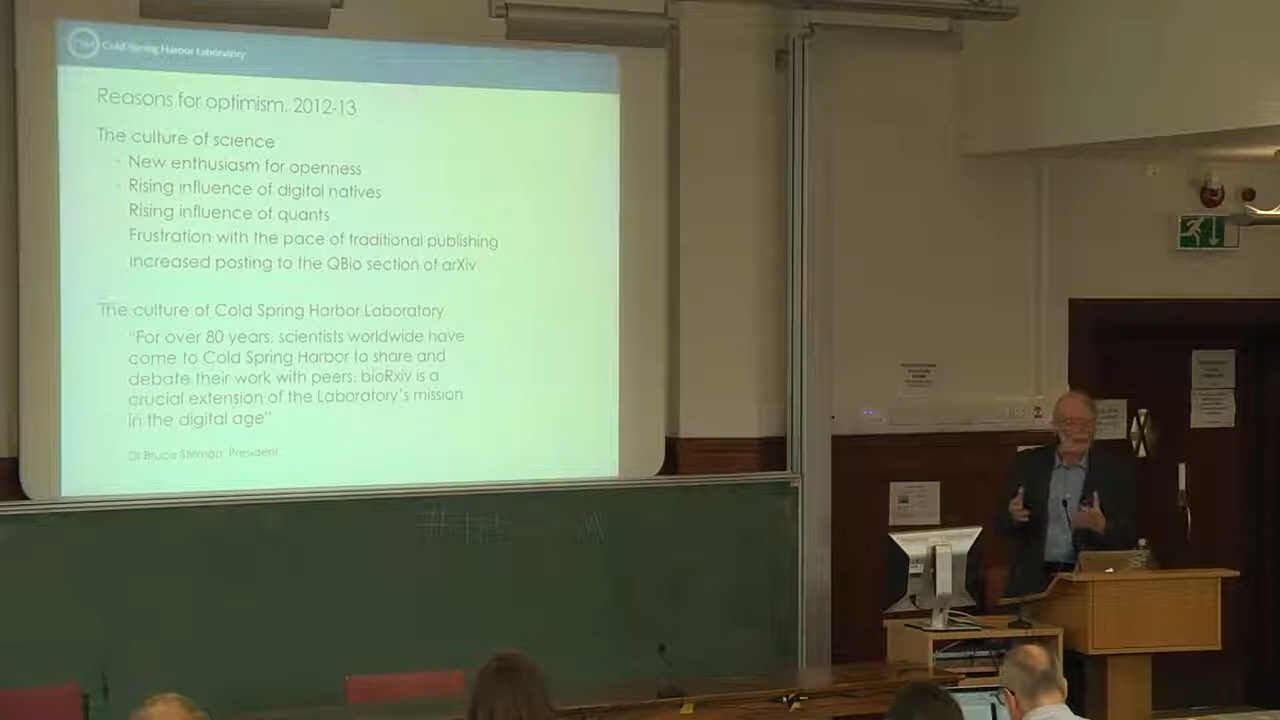 Cold Spring Harbor Laboratory
Reasons for optimism, 2012-13
The culture of science
New enthusiasm for openness
Rising influence of digital natives
Rising influence of quants
Frustration with the pace of traditional publishing
Increased posting to the QBio section of arXiv
The culture of Cold Spring Harbor Laboratory
"For over 80 years, scientists worldwide have
come to Cold Spring Harbor to share and
debate their work with peers. bioRxiv is a
crucial extension of the Laboratory's mission
in the digital age"
Dr Bruce Stillman, President